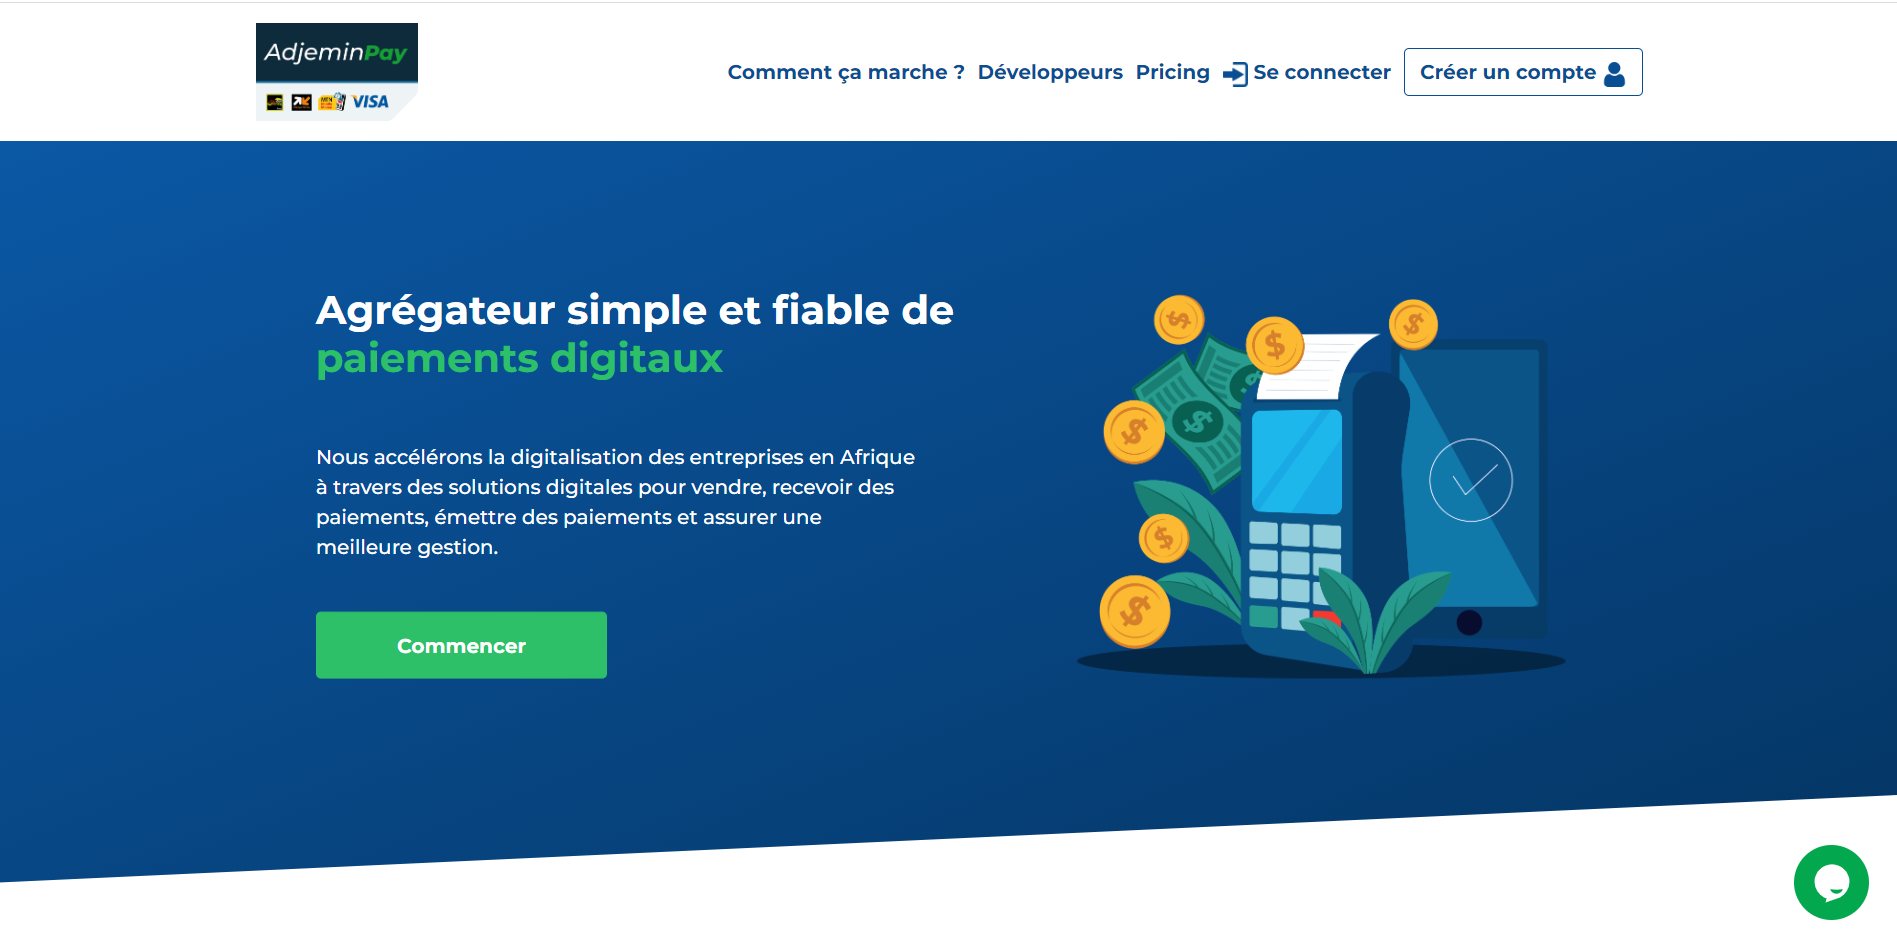 AdjeminPay
VISA
Comment ça marche ? Développeurs Pricing Se connecter Créer un compte
Agrégateur simple et fiable de
paiements digitaux
Nous accélérons la digitalisation des entreprises en Afrique
à travers des solutions digitales pour vendre, recevoir des
paiements, émettre des paiements et assurer une
meilleure gestion.
Commencer